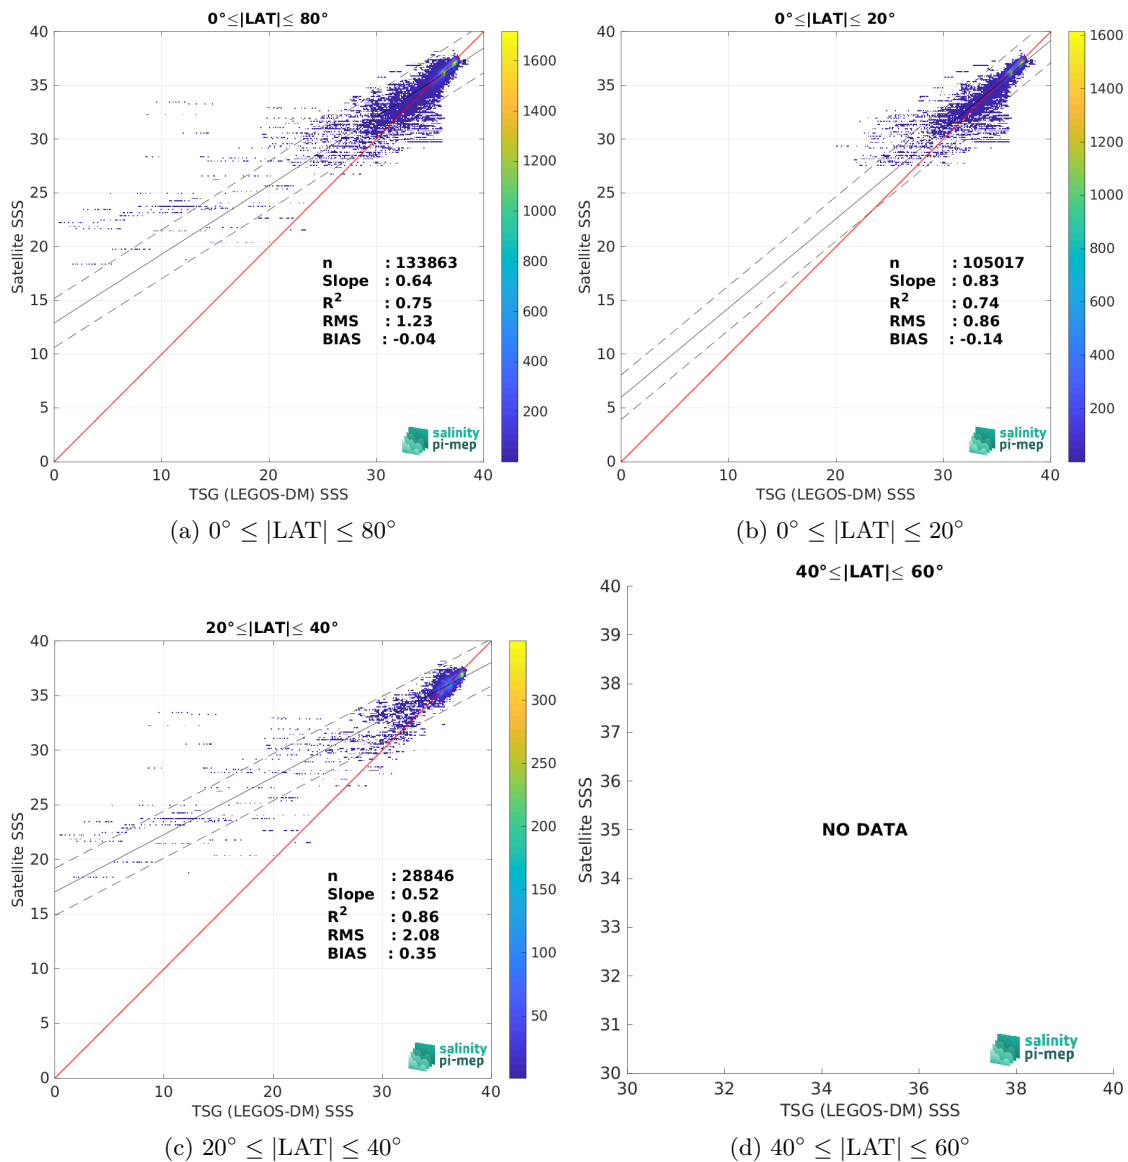 0°≤|LAT|≤ 80°
40
35
30
25
20
15
10
5
0
Satellite SSS
n : 133863
Slope : 0.64
R² : 0.75
RMS : 1.23
BIAS : -0.04
salinity
pi-mep
0 10 20 30 40
TSG (LEGOS-DM) SSS
1600
1400
1200
1000
800
600
400
200
(a) 0° ≤ |LAT| ≤ 80°
0°≤|LAT|≤ 20°
40
35
30
25
20
15
10
5
0
Satellite SSS
n : 105017
Slope : 0.83
R² : 0.74
RMS : 0.86
BIAS : -0.14
salinity
pi-mep
0 10 20 30 40
TSG (LEGOS-DM) SSS
1600
1400
1200
1000
800
600
400
200
(b) 0° ≤ |LAT| ≤ 20°
20°≤|LAT|≤ 40°
40
35
30
25
20
15
10
5
0
Satellite SSS
n : 28846
Slope : 0.52
R² : 0.86
RMS : 2.08
BIAS : 0.35
salinity
pi-mep
0 10 20 30 40
TSG (LEGOS-DM) SSS
300
250
200
150
100
50
(c) 20° ≤ |LAT| ≤ 40°
40°≤|LAT|≤ 60°
40
39
38
37
36
35
34
33
32
31
30
Satellite SSS
NO DATA
salinity
pi-mep
30 32 34 36 38 40
TSG (LEGOS-DM) SSS
(d) 40° ≤ |LAT| ≤ 60°